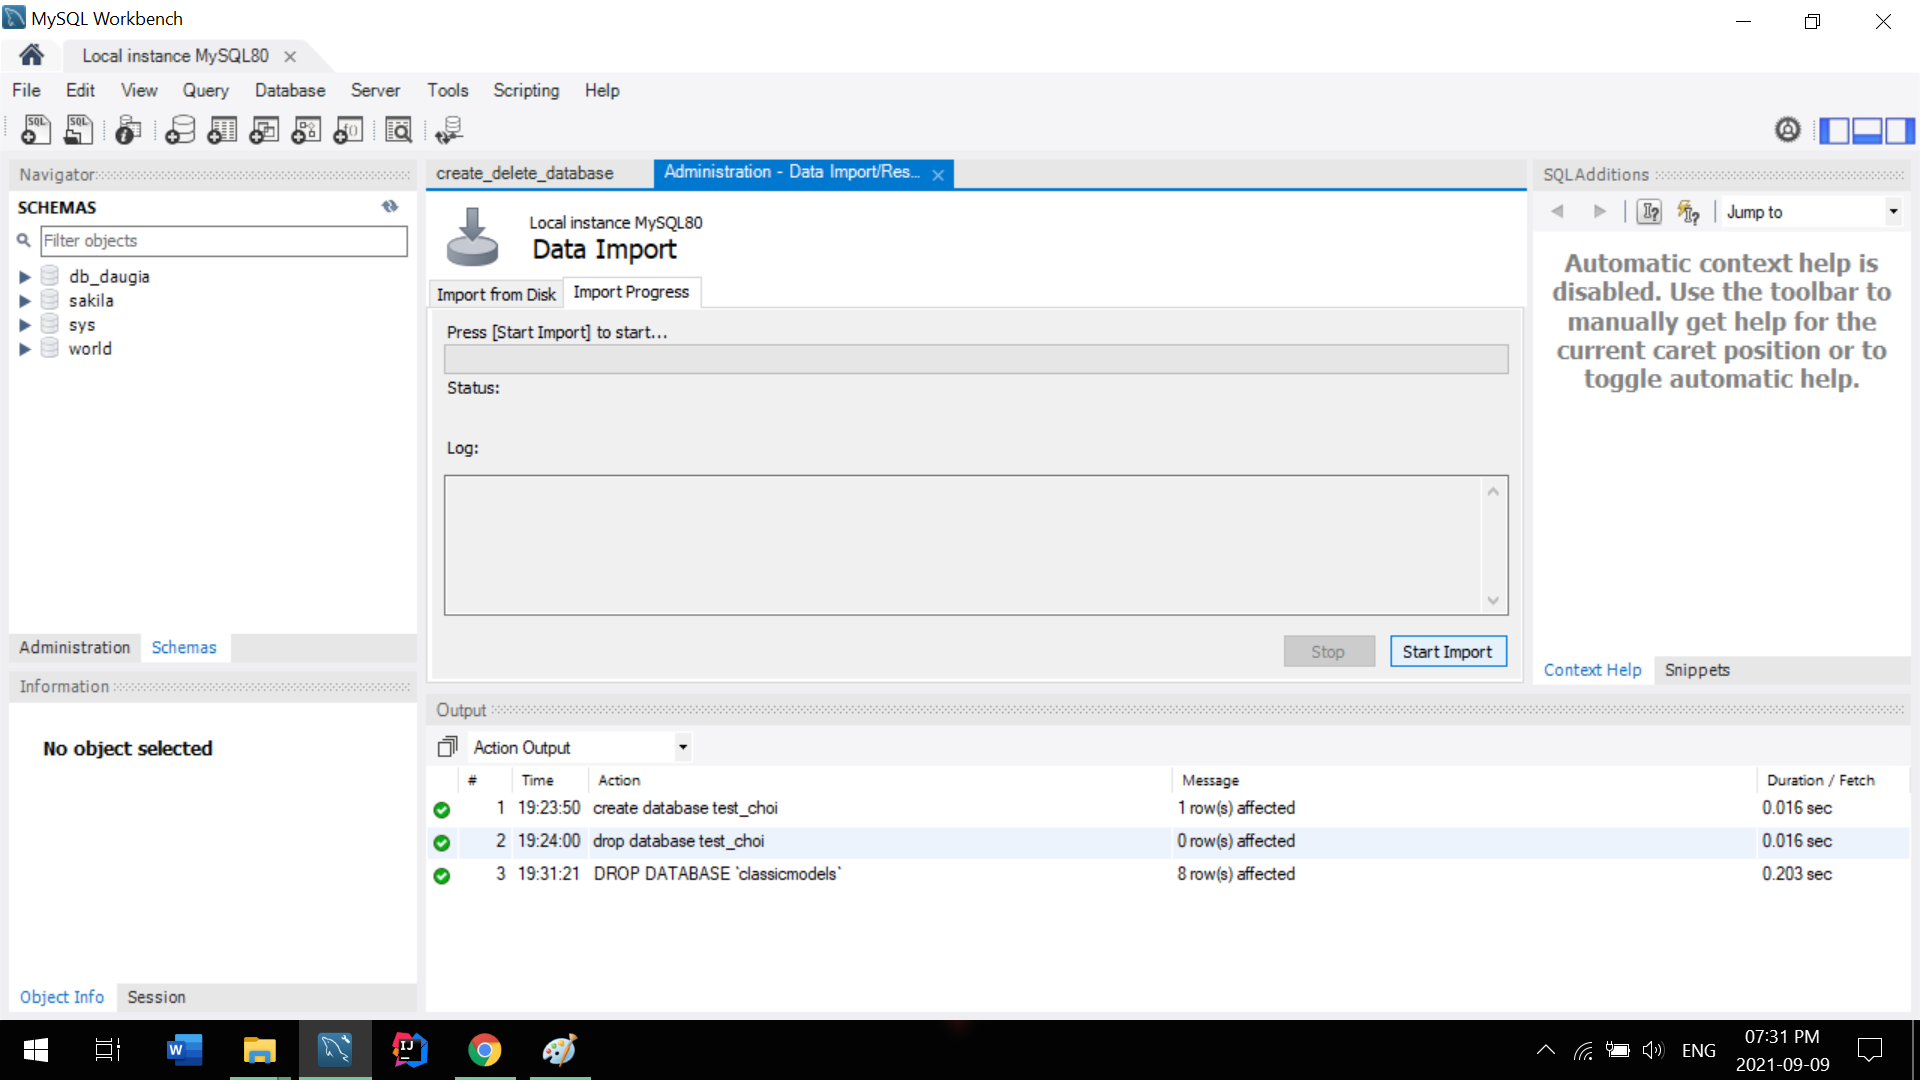 MySQL Workbench
Local instance MySQL80
File Edit View Query Database Server Tools Scripting Help
SQL SQL
Navigator
SCHEMAS
Filter objects
db_daugia
sakila
sys
world
Administration Schemas
Information
No object selected
Object Info Session
create_delete_database Administration - Data Import/Res...
Local instance MySQL80
Data Import
Import from Disk Import Progress
Press [Start Import] to start...
Status:
Log:
Stop Start Import
SQLAdditions
Jump to
Automatic context help is
disabled. Use the toolbar to
manually get help for the
current caret position or to
toggle automatic help.
Context Help Snippets
Output
Action Output
# Time Action Message Duration / Fetch
1 19:23:50 create database test_choi 1 row(s) affected 0.016 sec
2 19:24:00 drop database test_choi 0 row(s) affected 0.016 sec
3 19:31:21 DROP DATABASE `classicmodels` 8 row(s) affected 0.203 sec
ENG
07:31 PM
2021-09-09